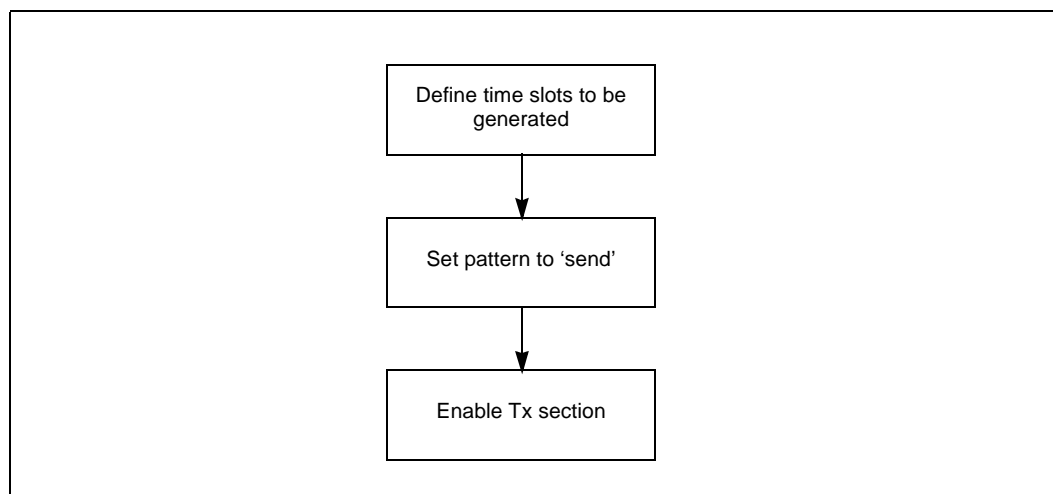 Define time slots to be
generated
Set pattern to ‘send’
Enable Tx section